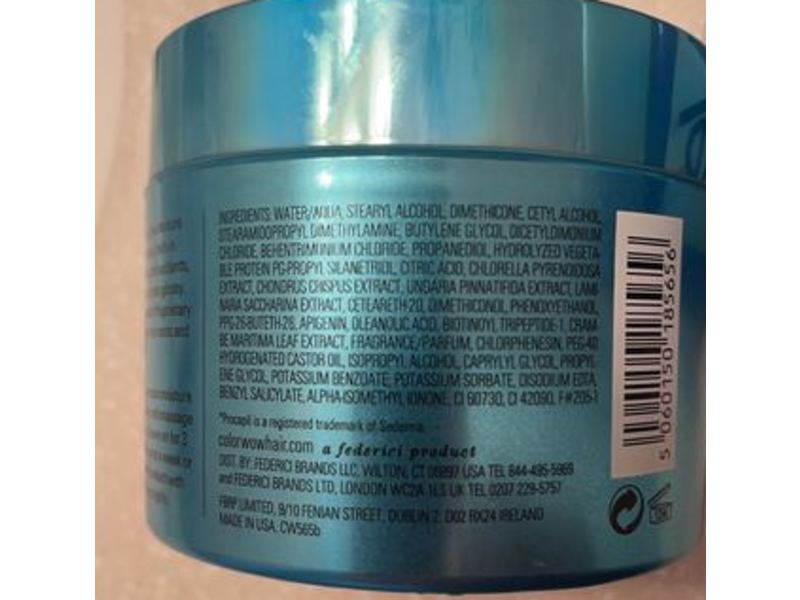 INGREDIENTS: WATER/AQUA, STEARYL ALCOHOL, DIMETHICONE, CETYL ALCOHOL,
STEARAMIDOPROPYL DIMETHYLAMINE, BUTYLENE GLYCOL, DICETYLDIMONIUM
CHLORIDE, BEHENTRIMONIUM CHLORIDE, PROPANEDIOL, HYDROLYZED VEGETA-
BLE PROTEIN PG-PROPYL SILANETRIOL, CITRIC ACID, CHLORELLA PYRENOIDOSA
EXTRACT, CHONDRUS CRISPUS EXTRACT, UNDARIA PINNATIFIDA EXTRACT, LAMI-
NARIA SACCHARINA EXTRACT, CETEARETH-20, DIMETHICONOL, PHENOXYETHANOL,
PPG-26-BUTETH-26, APIGENIN, OLEANOLIC ACID, BIOTINOYL TRIPEPTIDE-1, CRAM-
BE MARITIMA LEAF EXTRACT, FRAGRANCE/PARFUM, CHLORPHENESIN, PEG-40
HYDROGENATED CASTOR OIL, ISOPROPYL ALCOHOL, CAPRYLYL GLYCOL, PROPYL-
ENE GLYCOL, POTASSIUM BENZOATE, POTASSIUM SORBATE, DISODIUM EDTA,
BENZYL SALICYLATE, ALPHA-ISOMETHYL IONONE, CI 60730, CI 42090. F#205-1
*Procapil is a registered trademark of Sederma.
colorwowhair.com a federici product
DIST. BY: FEDERICI BRANDS LLC, WILTON, CT 06897 USA TEL 844-495-5969
FEDERICI BRANDS LTD, LONDON WC2A 1LS UK TEL 0207 229-5757
FBRP LIMITED, 9/10 FENIAN STREET, DUBLIN 2, D02 RX24 IRELAND
MADE IN USA. CW565b
5 060150 185656